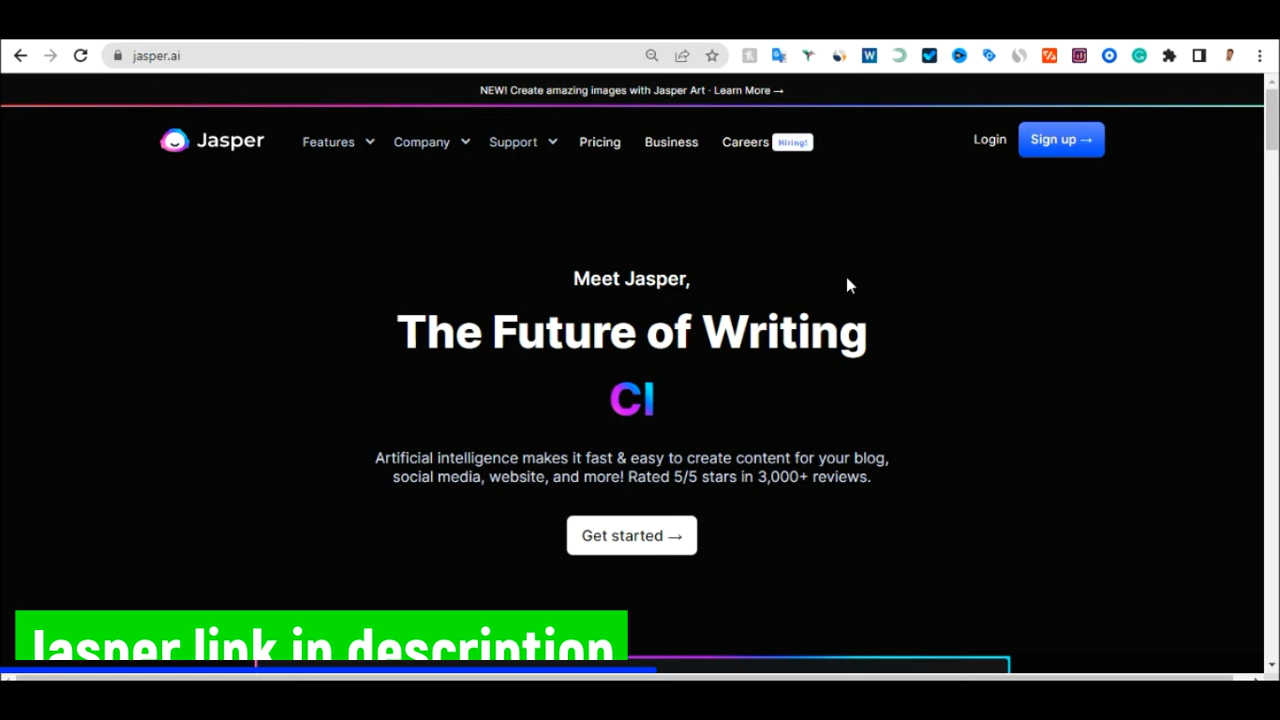 jasper.ai
NEW! Create amazing images with Jasper Art · Learn More →
Jasper Features Company Support Pricing Business Careers Hiring! Login Sign up →
Meet Jasper,
The Future of Writing
Cl
Artificial intelligence makes it fast & easy to create content for your blog,
social media, website, and more! Rated 5/5 stars in 3,000+ reviews.
Get started →
Jasper link in description